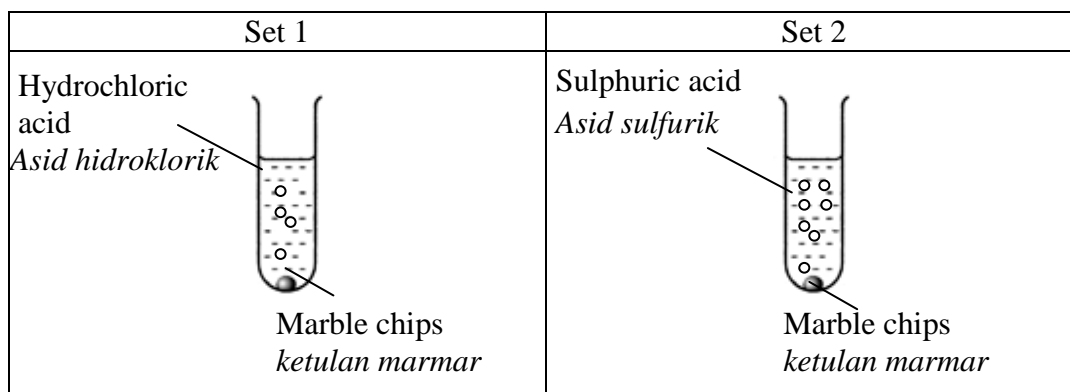 Set 1
Set 2
Hydrochloric
acid
Asid hidroklorik
Marble chips
ketulan marmar
Sulphuric acid
Asid sulfurik
Marble chips
ketulan marmar